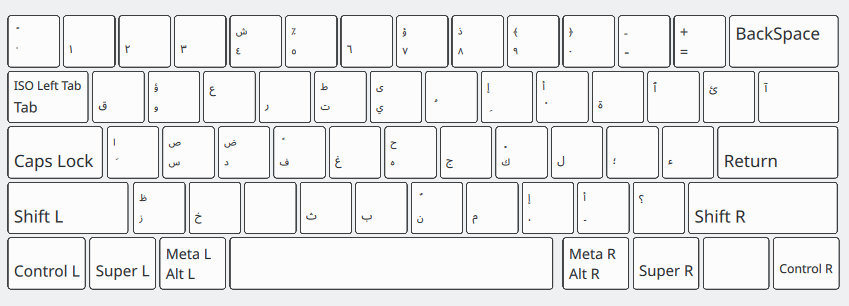 ١ ٢ ٣ ش ٤ ٪ ٥ ٦ ۇ ٧ ذ ٨ ﴾ ٩ ﴿ ٠ - - + = BackSpace
ISO Left Tab Tab ق ؤ و ع ر ط ت ى ي إ أ ة ئ آ
Caps Lock ا ص س ض د ف غ ح ه ج ك ل ؛ ء Return
Shift L ظ ز خ ث ب ن م إ أ ؟ Shift R
Control L Super L Meta L Alt L Meta R Alt R Super R Control R